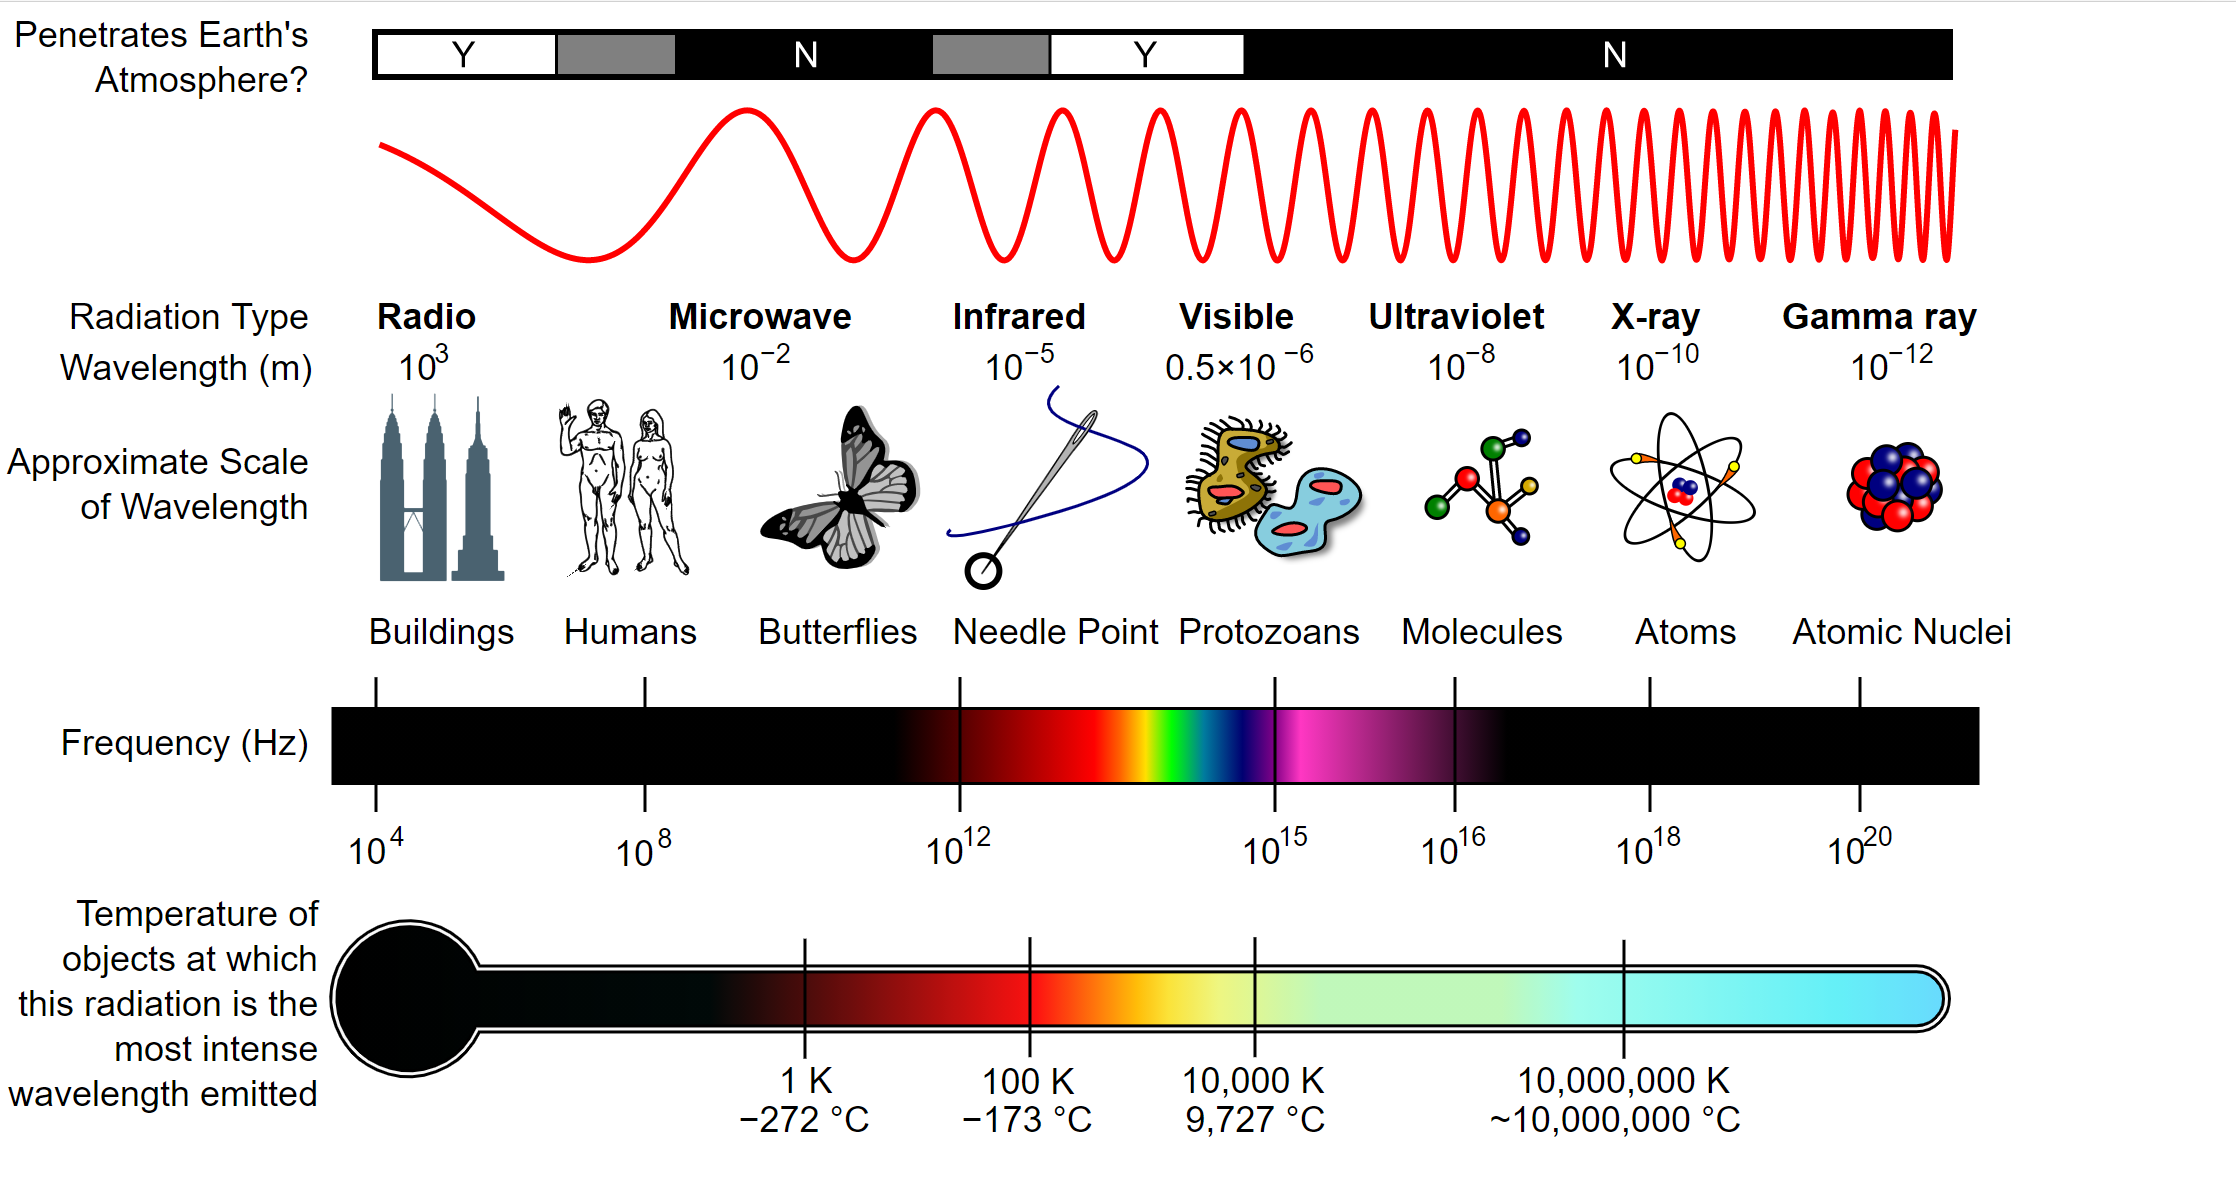 Penetrates Earth's
Atmosphere?
Y N Y N
Radiation Type
Radio Microwave Infrared Visible Ultraviolet X-ray Gamma ray
Wavelength (m)
10³ 10⁻² 10⁻⁵ 0.5×10⁻⁶ 10⁻⁸ 10⁻¹⁰ 10⁻¹²
Approximate Scale
of Wavelength
Buildings Humans Butterflies Needle Point Protozoans Molecules Atoms Atomic Nuclei
Frequency (Hz)
10⁴ 10⁸ 10¹² 10¹⁵ 10¹⁶ 10¹⁸ 10²⁰
Temperature of
objects at which
this radiation is the
most intense
wavelength emitted
1 K 100 K 10,000 K 10,000,000 K
−272 °C −173 °C 9,727 °C ~10,000,000 °C